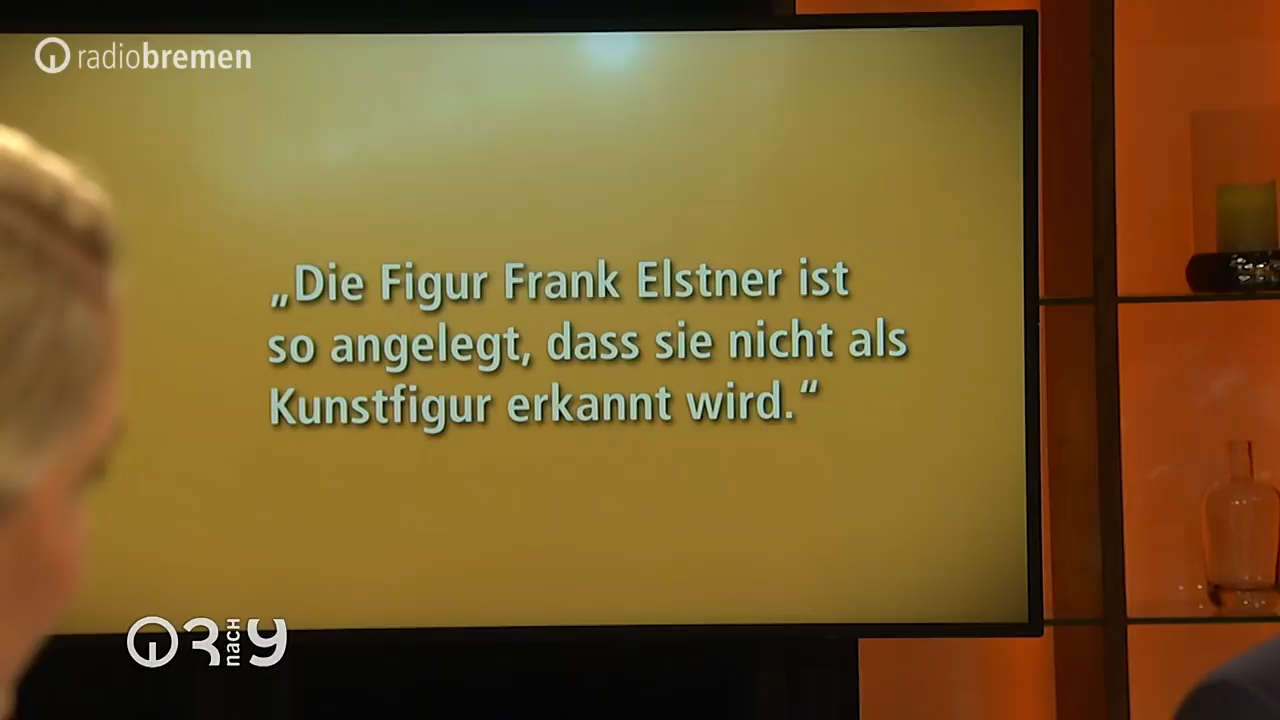 radiobremen
„Die Figur Frank Elstner ist
so angelegt, dass sie nicht als
Kunstfigur erkannt wird.“
3 nach 9